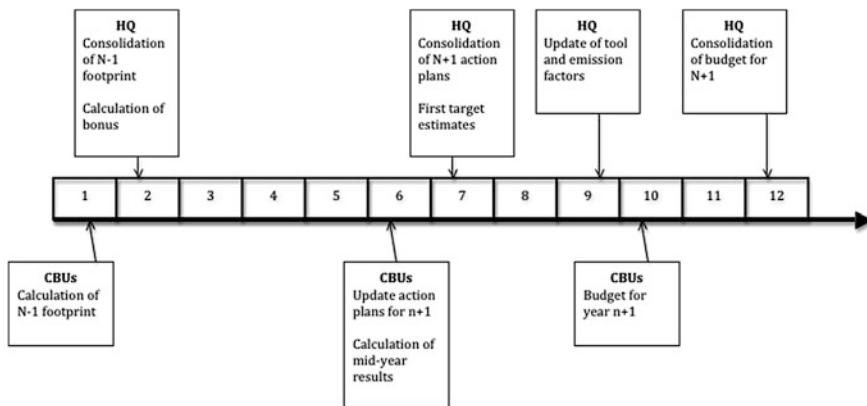 HQ
Consolidation
of N-1
footprint
Calculation of
bonus
HQ
Consolidation
of N+1 action
plans
First target
estimates
HQ
Update of tool
and emission
factors
HQ
Consolidation
of budget for
N+1
1 2 3 4 5 6 7 8 9 10 11 12
CBUs
Calculation of
N-1 footprint
CBUs
Update action
plans for n+1
Calculation of
mid-year
results
CBUs
Budget for
year n+1